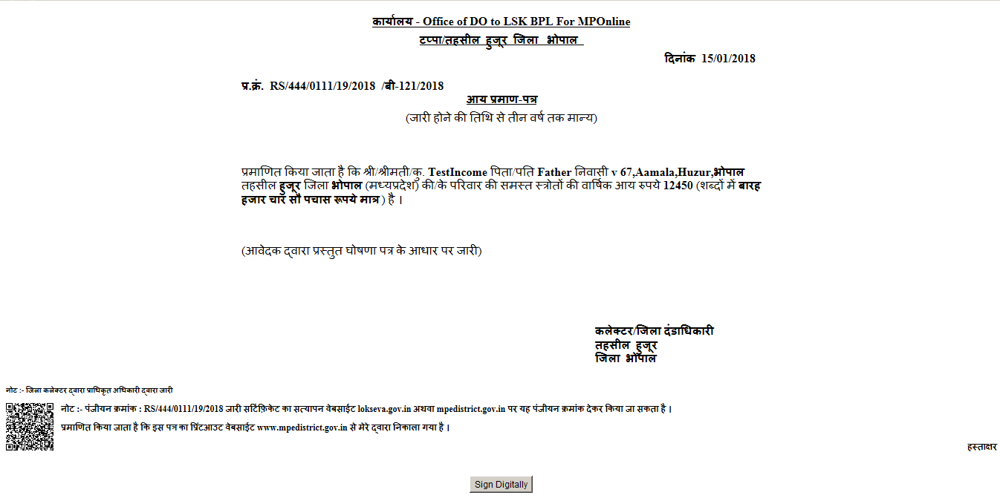 कार्यालय - Office of DO to LSK BPL For MPOnline
टप्पा/तहसील हुजूर जिला भोपाल
दिनांक 15/01/2018
प्र.क्रं. RS/444/0111/19/2018 /बी-121/2018
आय प्रमाण-पत्र
(जारी होने की तिथि से तीन वर्ष तक मान्य)
प्रमाणित किया जाता है कि श्री/श्रीमती/कु. TestIncome पिता/पति Father निवासी v 67,Aamala,Huzur,भोपाल
तहसील हुजूर जिला भोपाल (मध्यप्रदेश) की/के परिवार की समस्त स्त्रोतों की वार्षिक आय रुपये 12450 (शब्दों में बारह
हजार चार सौ पचास रूपये मात्र ) है ।
(आवेदक द्वारा प्रस्तुत घोषणा पत्र के आधार पर जारी)
कलेक्टर/जिला दंडाधिकारी
तहसील हुजूर
जिला भोपाल
नोट :- जिला कलेक्टर द्वारा प्राधिकृत अधिकारी द्वारा जारी
नोट :- पंजीयन क्रमांक : RS/444/0111/19/2018 जारी सर्टिफ़िकेट का सत्यापन वेबसाईट lokseva.gov.in अथवा mpedistrict.gov.in पर यह पंजीयन क्रमांक देकर किया जा सकता है ।
प्रमाणित किया जाता है कि इस पत्र का प्रिंटआउट वेबसाईट www.mpedistrict.gov.in से मेरे द्वारा निकाला गया है ।
हस्ताक्षर
Sign Digitally